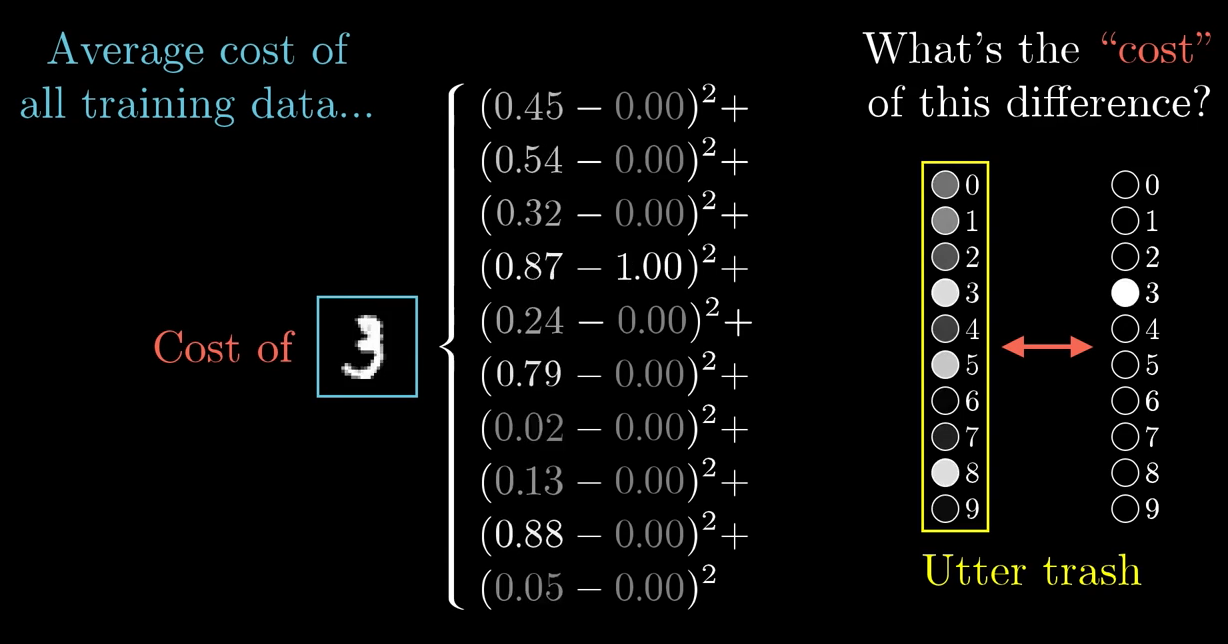 Average cost of
all training data...
Cost of
3
(0.45 − 0.00)²+
(0.54 − 0.00)²+
(0.32 − 0.00)²+
(0.87 − 1.00)²+
(0.24 − 0.00)²+
(0.79 − 0.00)²+
(0.02 − 0.00)²+
(0.13 − 0.00)²+
(0.88 − 0.00)²+
(0.05 − 0.00)²
What's the “cost”
of this difference?
0 0
1 1
2 2
3 3
4 4
5 5
6 6
7 7
8 8
9 9
Utter trash